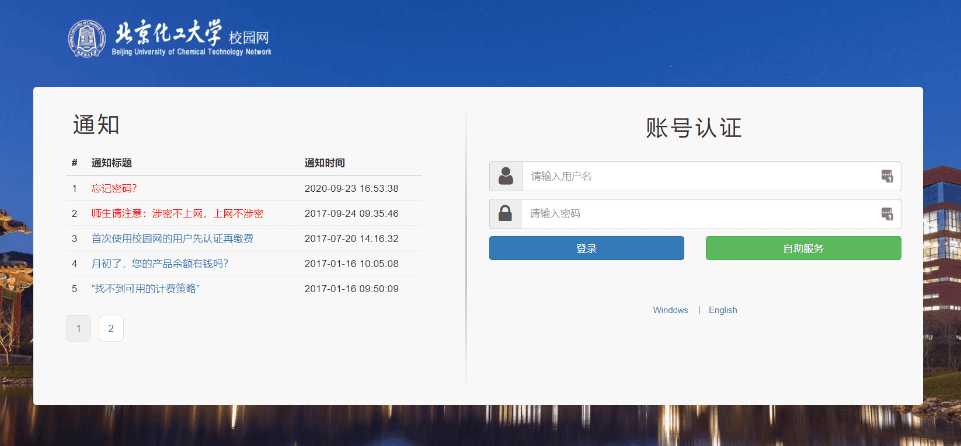 北京化工大学 校园网
Beijing University of Chemical Technology Network
通知
# 通知标题 通知时间
1 忘记密码? 2020-09-23 16:53:38
2 师生请注意：涉密不上网，上网不涉密 2017-09-24 09:35:46
3 首次使用校园网的用户先认证再缴费 2017-07-20 14:16:32
4 月初了，您的产品余额有钱吗? 2017-01-16 10:05:08
5 “找不到可用的计费策略” 2017-01-16 09:50:09
1 2
账号认证
请输入用户名
请输入密码
登录 自助服务
Windows | English